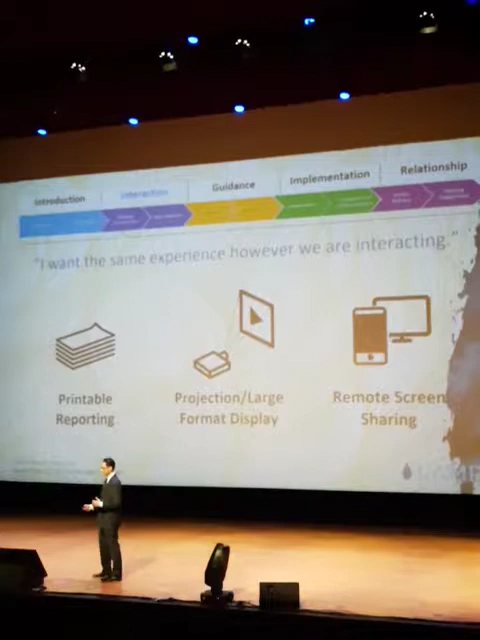 Introduction
Interaction
Guidance
Implementation
Relationship
"I want the same experience however we are interacting."
Printable
Reporting
Projection/Large
Format Display
Remote Screen
Sharing